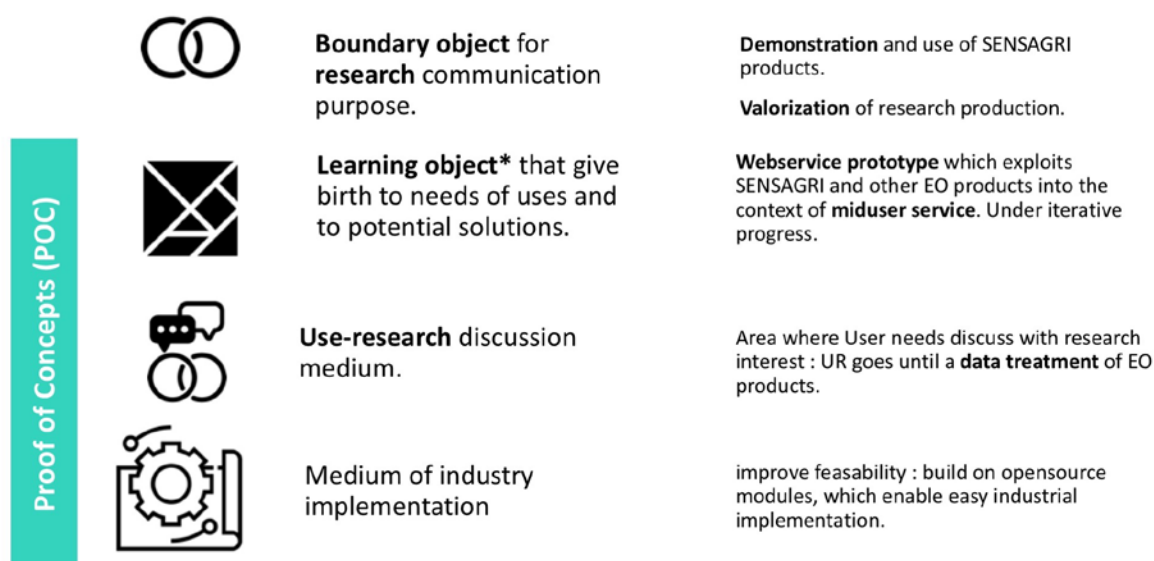 Proof of Concepts (POC)
Boundary object for
research communication
purpose.
Demonstration and use of SENSAGRI
products.
Valorization of research production.
Learning object* that give
birth to needs of uses and
to potential solutions.
Webservice prototype which exploits
SENSAGRI and other EO products into the
context of miduser service. Under iterative
progress.
Use-research discussion
medium.
Area where User needs discuss with research
interest : UR goes until a data treatment of EO
products.
Medium of industry
implementation
improve feasability : build on opensource
modules, which enable easy industrial
implementation.